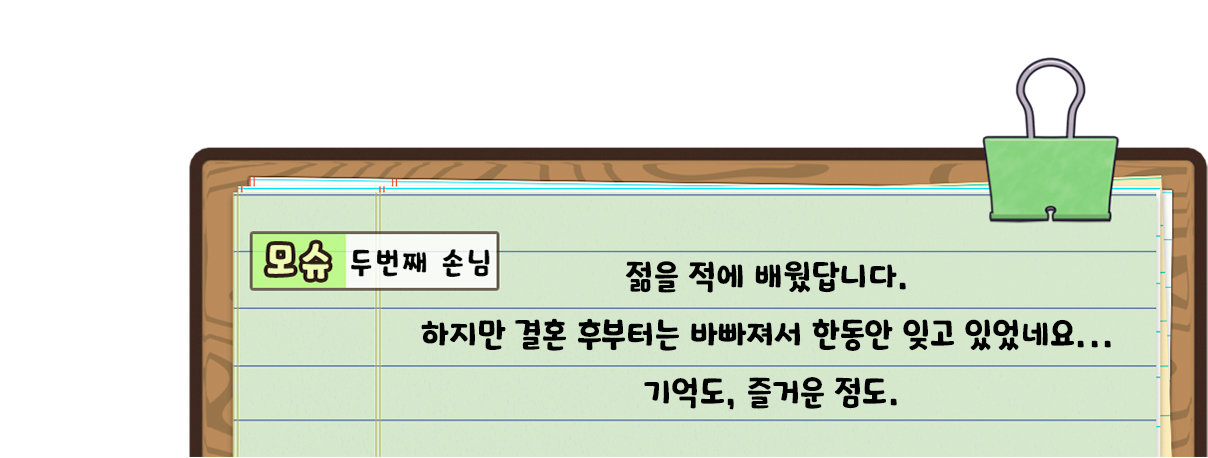 모슈 두번째 손님
젊을 적에 배웠답니다.
하지만 결혼 후부터는 바빠져서 한동안 잊고 있었네요...
기억도, 즐거운 점도.